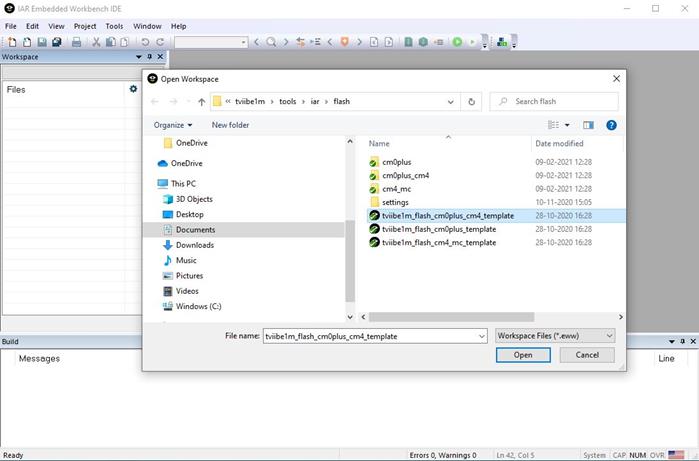 IAR Embedded Workbench IDE
File Edit View Project Tools Window Help
Workspace
Files
Open Workspace
« tviibe1m › tools › iar › flash
Search flash
Organize New folder
OneDrive
OneDrive
This PC
3D Objects
Desktop
Documents
Downloads
Music
Pictures
Videos
Windows (C:)
Name Date modified
cm0plus 09-02-2021 12:28
cm0plus_cm4 09-02-2021 12:28
cm4_mc 09-02-2021 12:28
settings 10-11-2020 15:05
tviibe1m_flash_cm0plus_cm4_template 28-10-2020 16:28
tviibe1m_flash_cm0plus_template 28-10-2020 16:28
tviibe1m_flash_cm4_mc_template 28-10-2020 16:28
File name: tviibe1m_flash_cm0plus_cm4_template Workspace Files (*.eww)
Open Cancel
Build
Messages Line
Ready Errors 0, Warnings 0 Ln 42, Col 5 System CAP NUM OVR